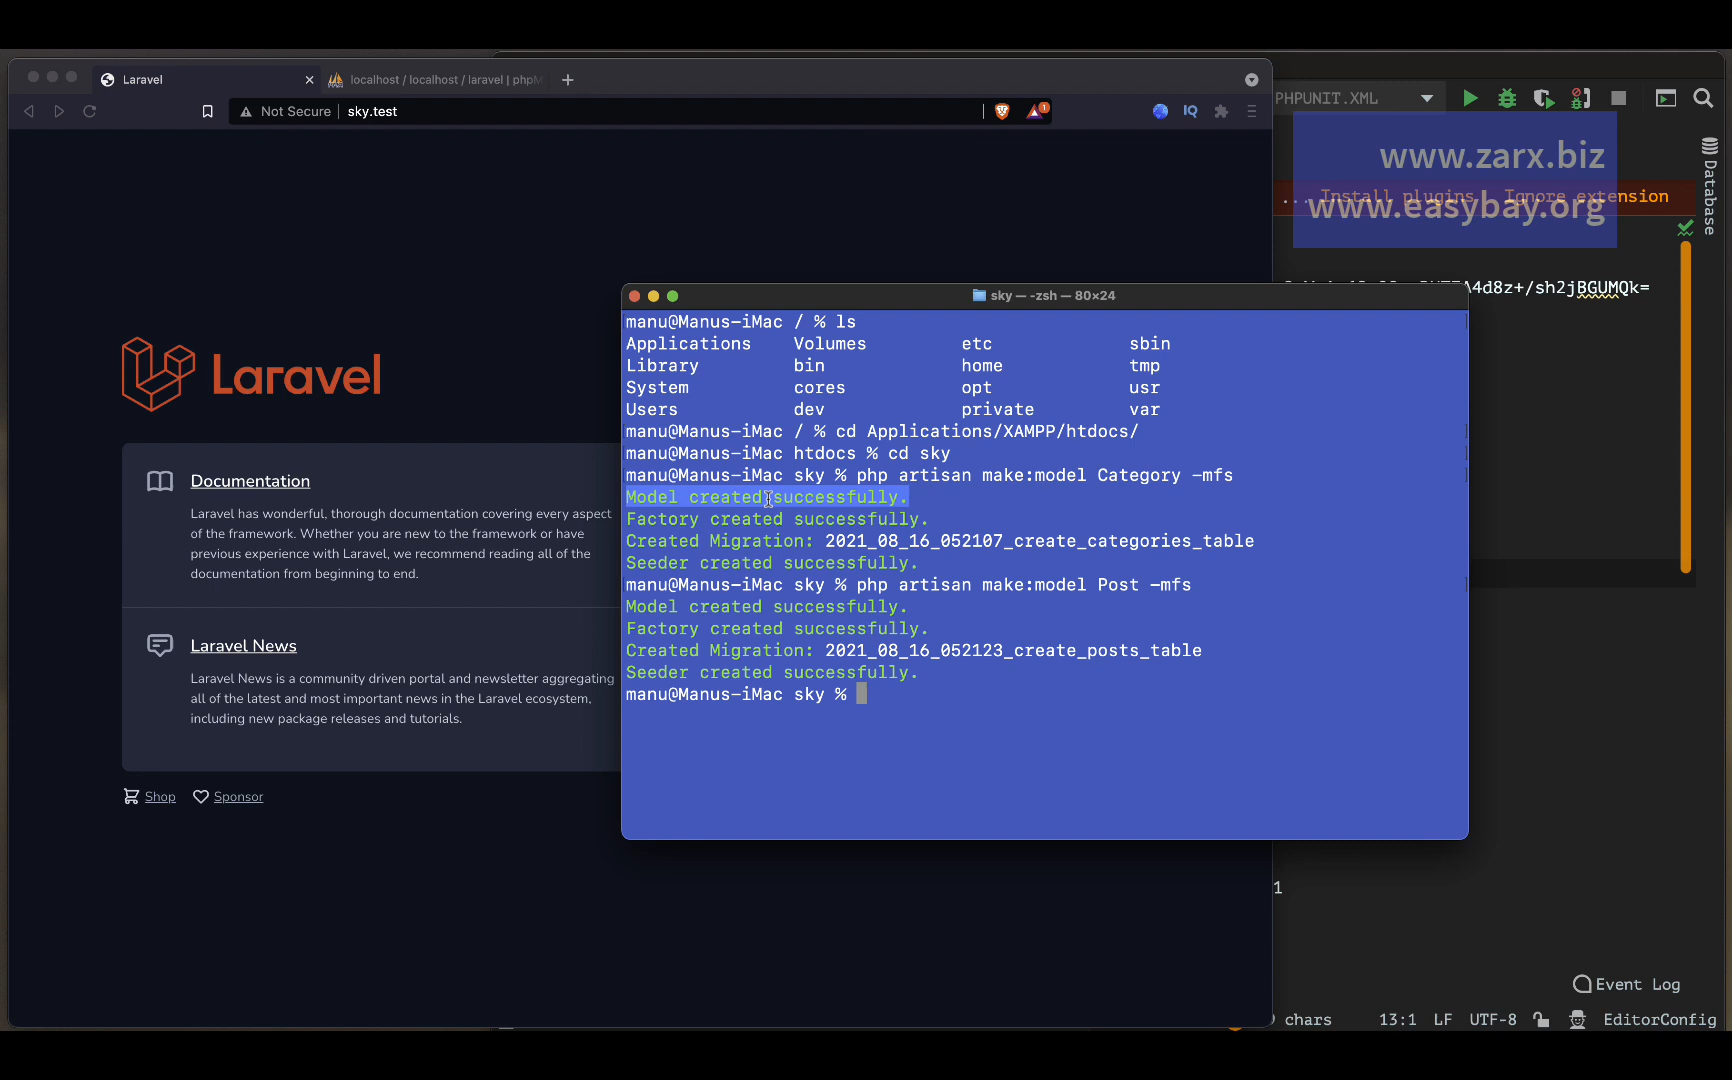 Laravel
localhost / localhost / laravel | phpM
Not Secure
sky.test
1
IQ
PHPUNIT.XML
www.zarx.biz
www.easybay.org
... Install plugins Ignore extension
Database
A4d8z+/sh2jBGUMQk=
Laravel
Documentation
Laravel has wonderful, thorough documentation covering every aspect
of the framework. Whether you are new to the framework or have
previous experience with Laravel, we recommend reading all of the
documentation from beginning to end.
Laravel News
Laravel News is a community driven portal and newsletter aggregating
all of the latest and most important news in the Laravel ecosystem,
including new package releases and tutorials.
Shop
Sponsor
sky — -zsh — 80×24
manu@Manus-iMac / % ls
Applications Volumes etc sbin
Library bin home tmp
System cores opt usr
Users dev private var
manu@Manus-iMac / % cd Applications/XAMPP/htdocs/
manu@Manus-iMac htdocs % cd sky
manu@Manus-iMac sky % php artisan make:model Category -mfs
Model created successfully.
Factory created successfully.
Created Migration: 2021_08_16_052107_create_categories_table
Seeder created successfully.
manu@Manus-iMac sky % php artisan make:model Post -mfs
Model created successfully.
Factory created successfully.
Created Migration: 2021_08_16_052123_create_posts_table
Seeder created successfully.
manu@Manus-iMac sky %
1
Event Log
chars 13:1 LF UTF-8 EditorConfig